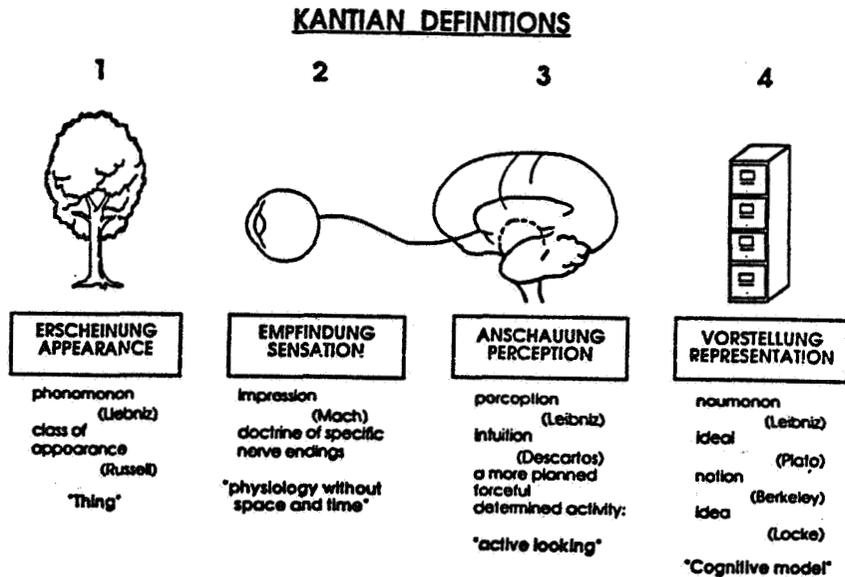 KANTIAN DEFINITIONS
1
2
3
4
ERSCHEINUNG
APPEARANCE
phonomonon
(Liebniz)
class of
appoarance
(Russell)
"Thing"
EMPFINDUNG
SENSATION
impression
(Mach)
doctrine of specific
nerve endings
"physiology without
space and time"
ANSCHAUUNG
PERCEPTION
porcoption
(Leibniz)
intuition
(Descartos)
a more planned
forceful
determined activity:
"active looking"
VORSTELLUNG
REPRESENTATION
noumonon
(Leibniz)
ideal
(Plato)
notion
(Berkeley)
idea
(Locke)
"Cognitive model"